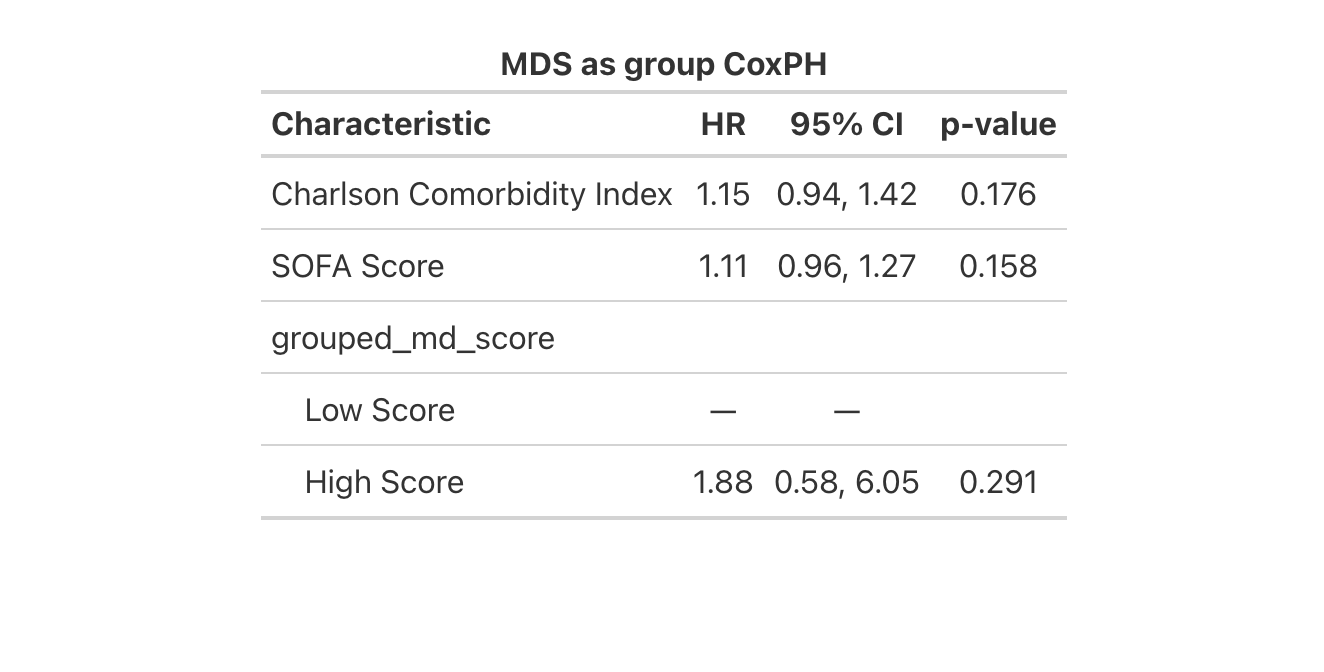 MDS as group CoxPH
Characteristic HR 95% CI p-value
Charlson Comorbidity Index 1.15 0.94, 1.42 0.176
SOFA Score 1.11 0.96, 1.27 0.158
grouped_md_score
Low Score — —
High Score 1.88 0.58, 6.05 0.291